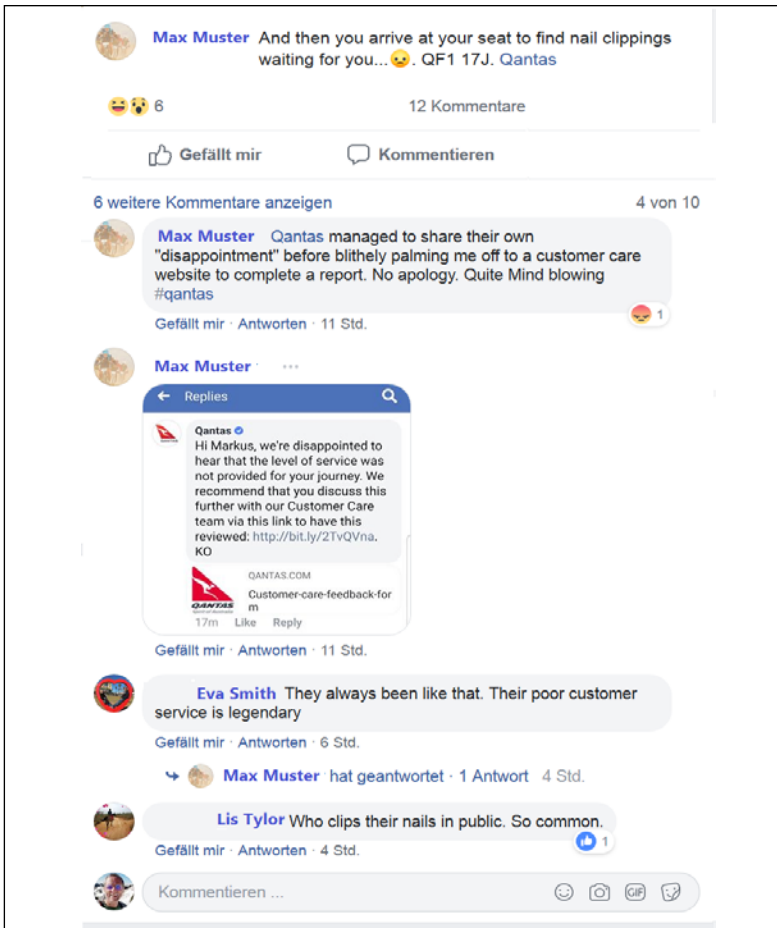 Max Muster And then you arrive at your seat to find nail clippings
waiting for you...😠. QF1 17J. Qantas
6 12 Kommentare
Gefällt mir Kommentieren
6 weitere Kommentare anzeigen 4 von 10
Max Muster Qantas managed to share their own
"disappointment" before blithely palming me off to a customer care
website to complete a report. No apology. Quite Mind blowing
#qantas
1
Gefällt mir · Antworten · 11 Std.
Max Muster
Replies
Qantas
Hi Markus, we're disappointed to
hear that the level of service was
not provided for your journey. We
recommend that you discuss this
further with our Customer Care
team via this link to have this
reviewed: http://bit.ly/2TvQVna.
KO
QANTAS.COM
Customer-care-feedback-for
m
QANTAS
17m Like Reply
Gefällt mir · Antworten · 11 Std.
Eva Smith They always been like that. Their poor customer
service is legendary
Gefällt mir · Antworten · 6 Std.
Max Muster hat geantwortet · 1 Antwort 4 Std.
Lis Tylor Who clips their nails in public. So common.
1
Gefällt mir · Antworten · 4 Std.
Kommentieren ... GIF